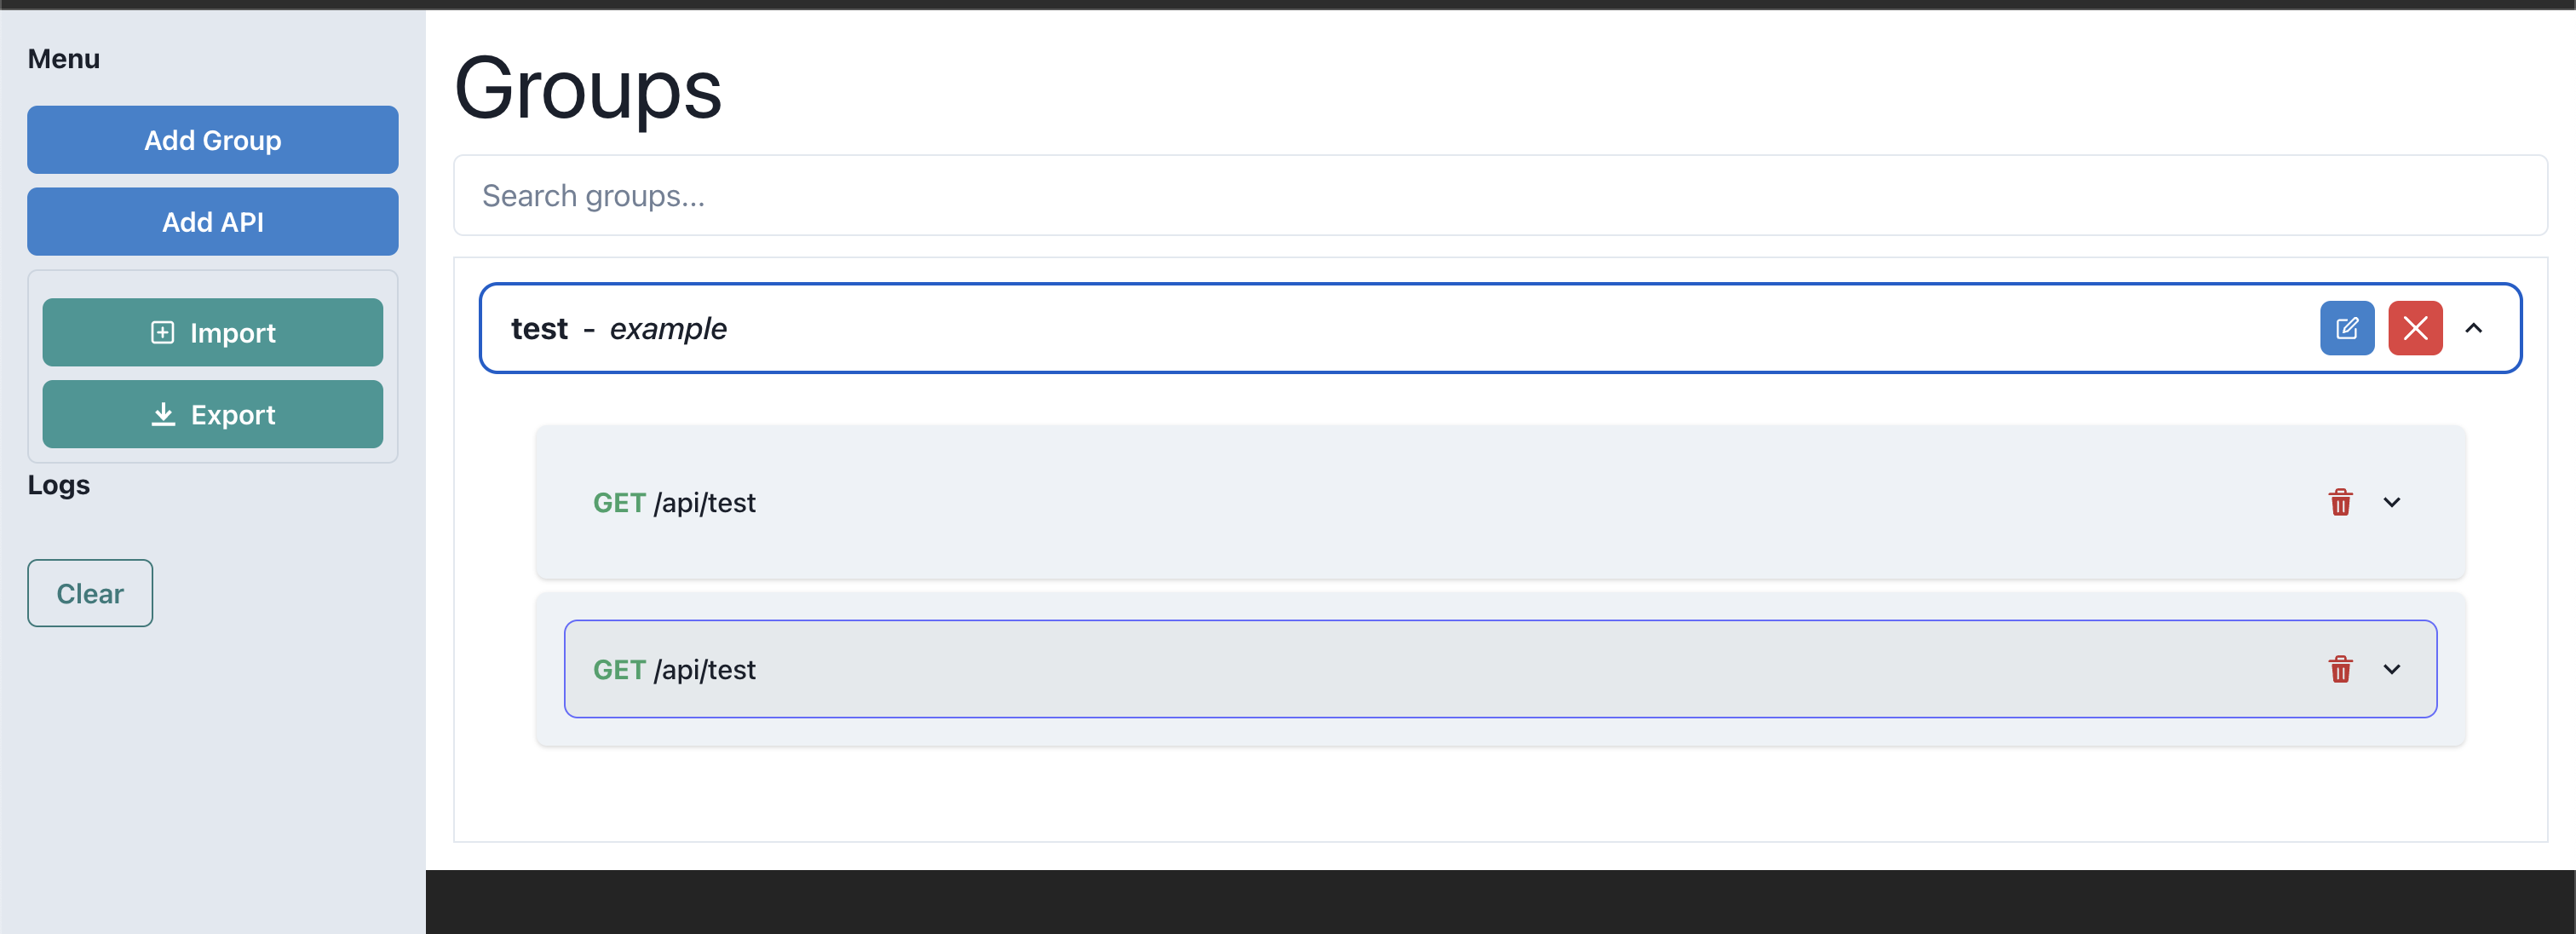 Menu
Add Group
Add API
Import
Export
Logs
Clear
Groups
Search groups...
test - example
GET /api/test
GET /api/test